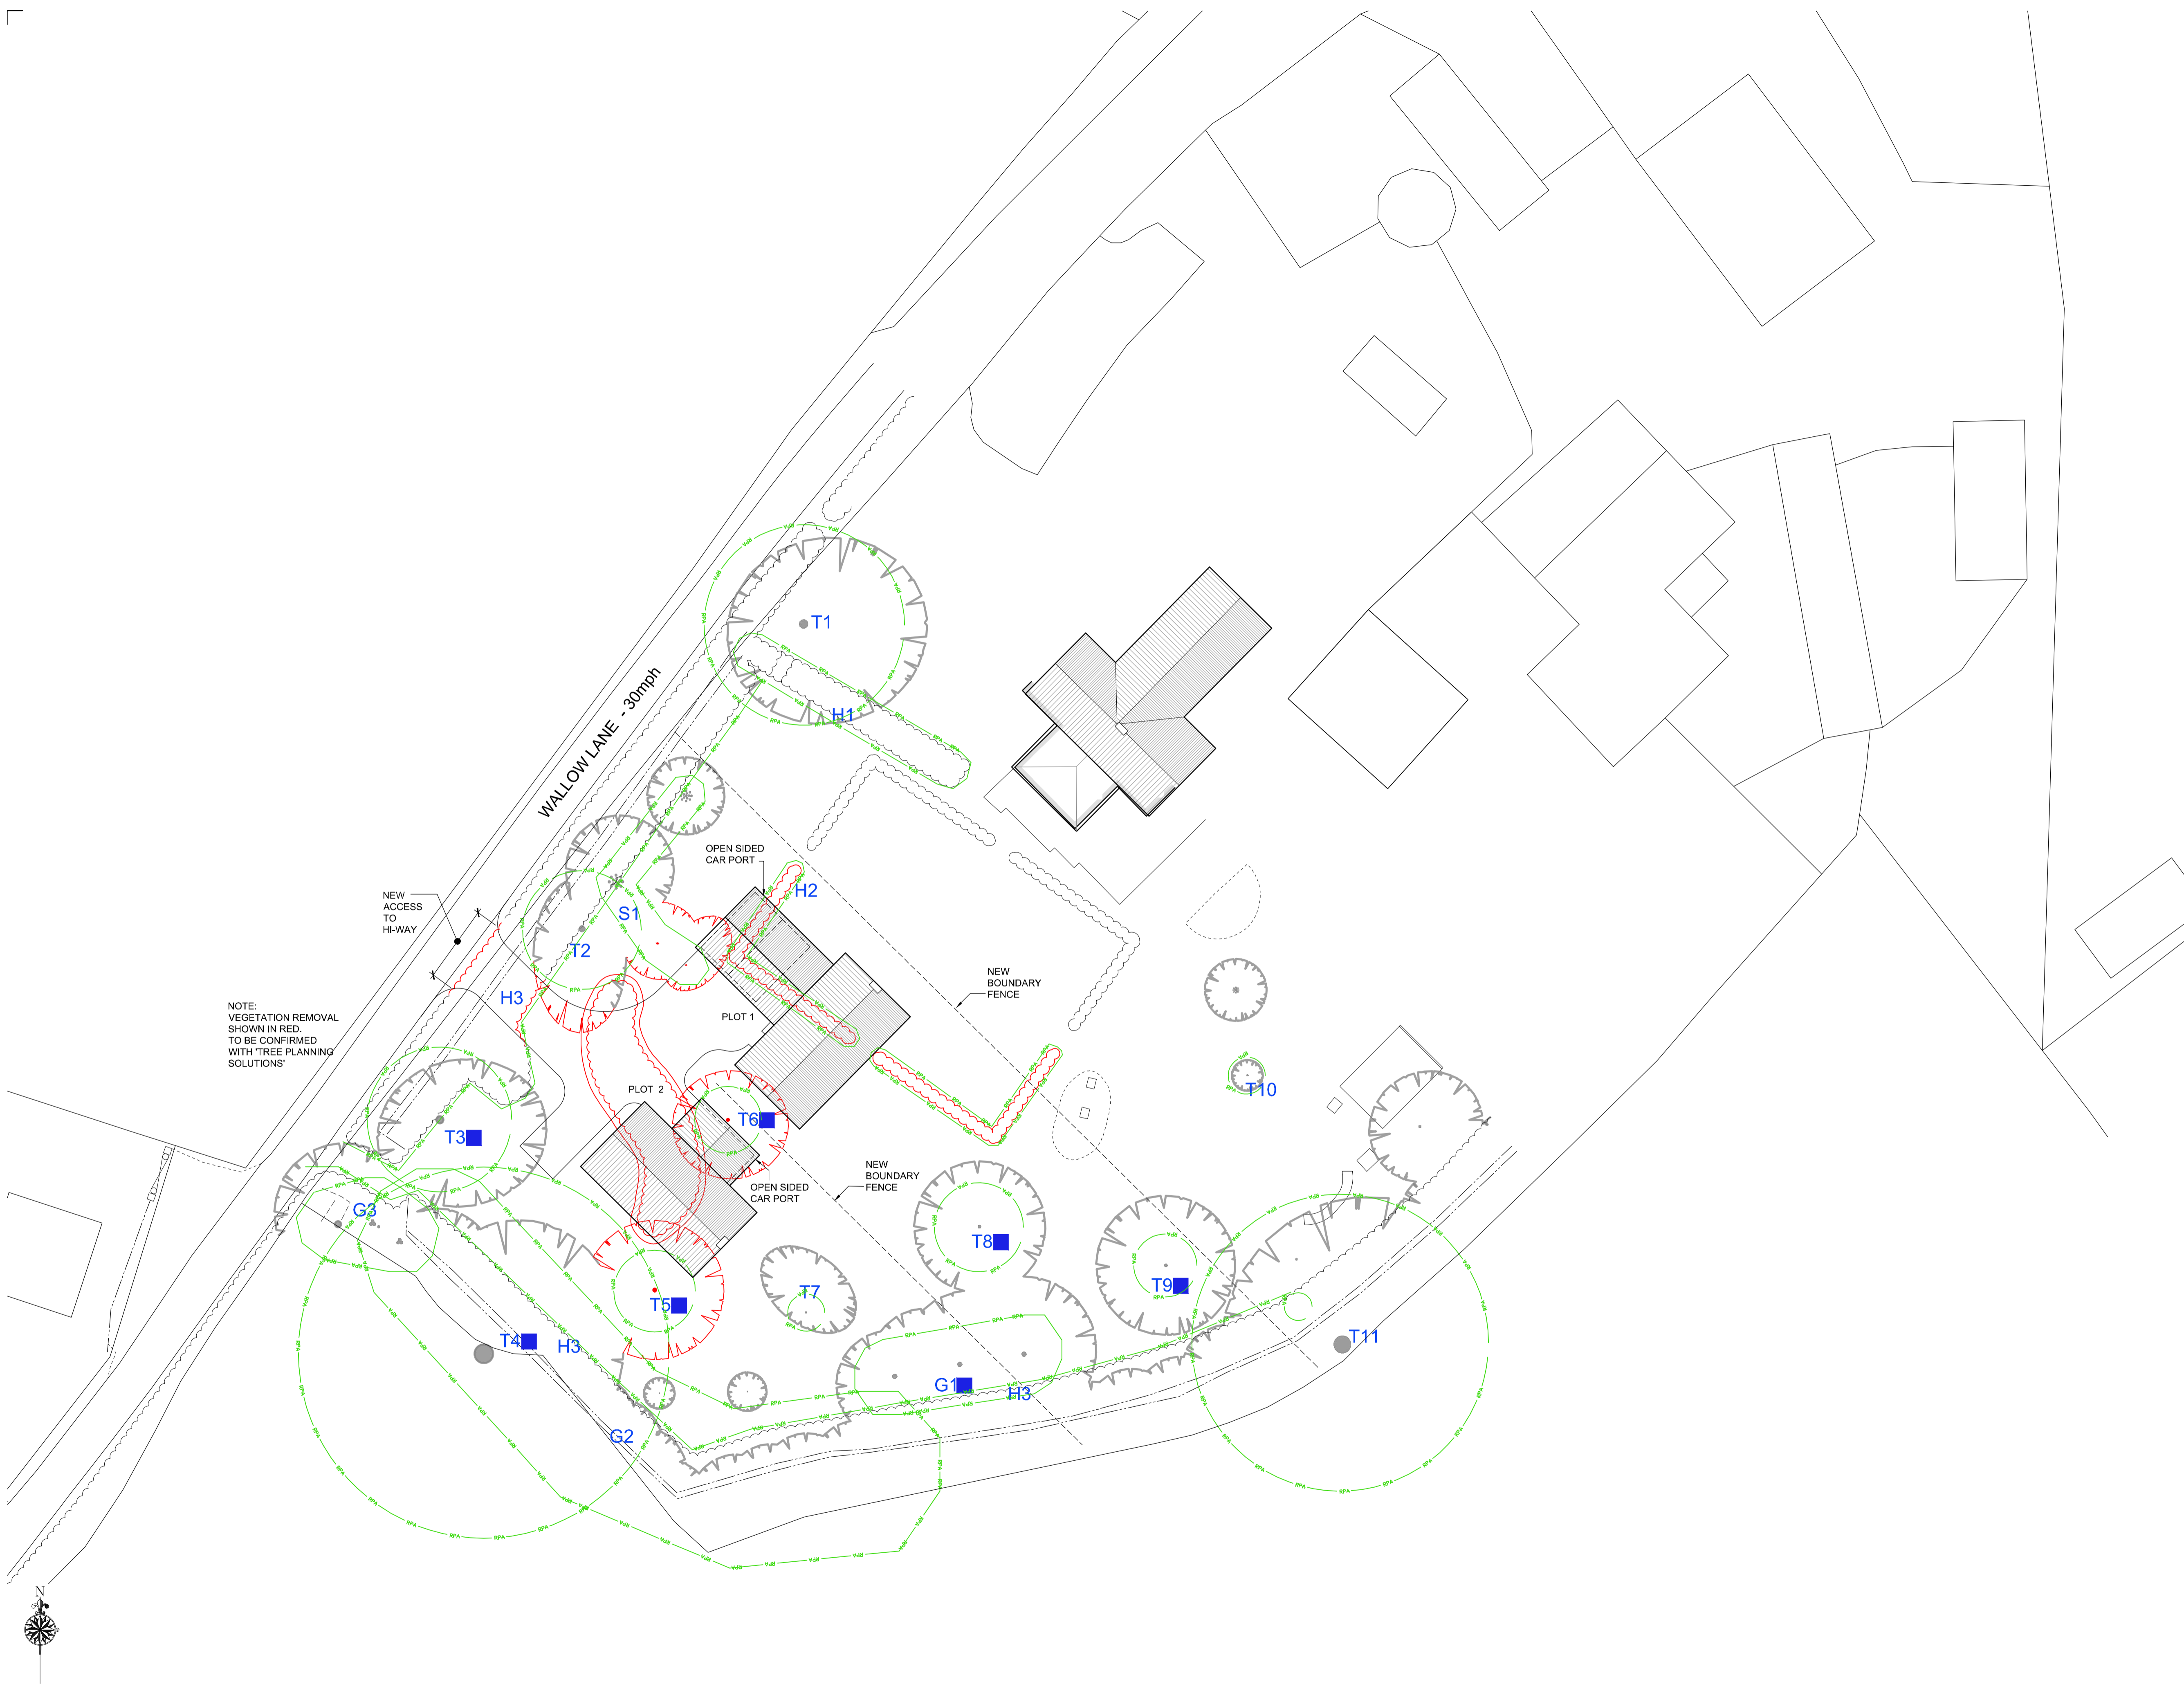 T1
WALLOW LANE - 30mph
H1
OPEN SIDED
CAR PORT
H2
NEW
ACCESS
TO
HI-WAY
S1
T2
NEW
BOUNDARY
FENCE
H3
NOTE:
VEGETATION REMOVAL
SHOWN IN RED.
TO BE CONFIRMED
WITH 'TREE PLANNING
SOLUTIONS'
PLOT 1
PLOT 2
T10
T6
T3
NEW
BOUNDARY
FENCE
OPEN SIDED
CAR PORT
G3
T8
T9
T7
T5
T4
H3
T11
G1
H3
G2
N
RPA